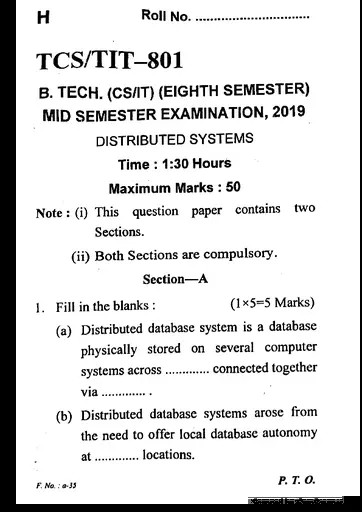 H Roll No. ................................
TCS/TIT–801
B. TECH. (CS/IT) (EIGHTH SEMESTER)
MID SEMESTER EXAMINATION, 2019
DISTRIBUTED SYSTEMS
Time : 1:30 Hours
Maximum Marks : 50
Note : (i) This question paper contains two
Sections.
(ii) Both Sections are compulsory.
Section—A
1. Fill in the blanks : (1×5=5 Marks)
(a) Distributed database system is a database
physically stored on several computer
systems across ............. connected together
via ............. .
(b) Distributed database systems arose from
the need to offer local database autonomy
at ............. locations.
F. No. : a-35 P. T. O.